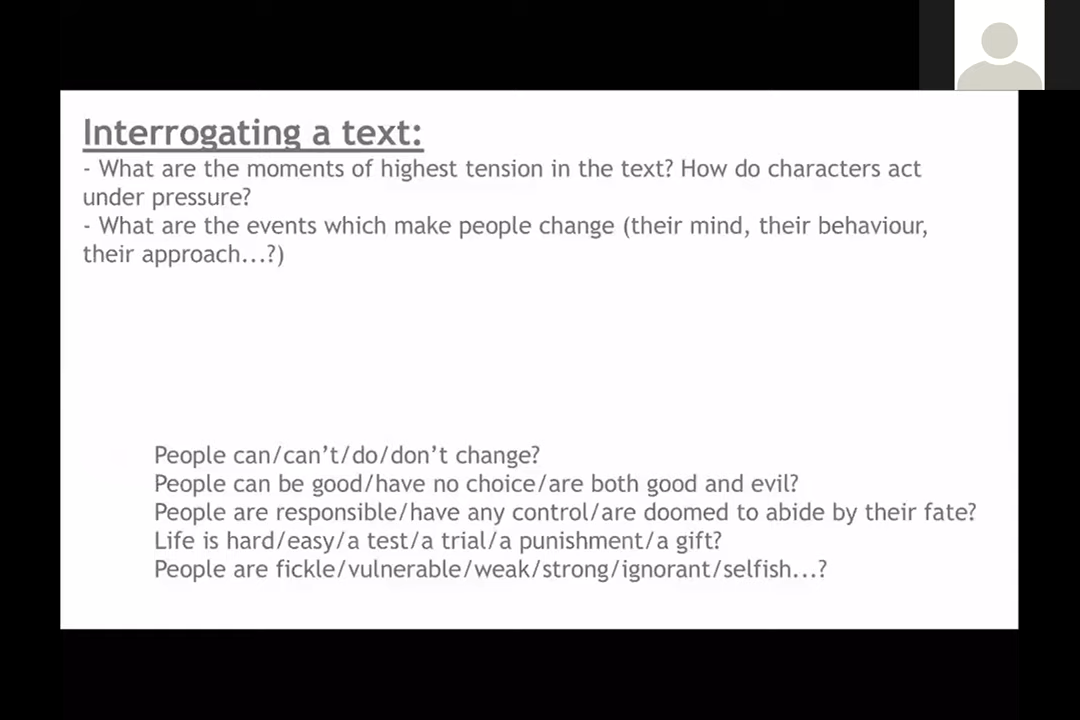 Interrogating a text:
- What are the moments of highest tension in the text? How do characters act
under pressure?
- What are the events which make people change (their mind, their behaviour,
their approach...?)
People can/can’t/do/don’t change?
People can be good/have no choice/are both good and evil?
People are responsible/have any control/are doomed to abide by their fate?
Life is hard/easy/a test/a trial/a punishment/a gift?
People are fickle/vulnerable/weak/strong/ignorant/selfish...?